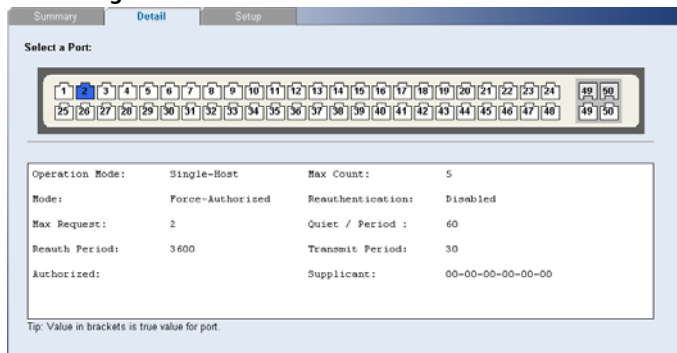 Summary Detail Setup
Select a Port:
1 2 3 4 5 6 7 8 9 10 11 12 13 14 15 16 17 18 19 20 21 22 23 24 49 50
25 26 27 28 29 30 31 32 33 34 35 36 37 38 39 40 41 42 43 44 45 46 47 48 49 50
Operation Mode: Single-Host Max Count: 5
Mode: Force-Authorized Reauthentication: Disabled
Max Request: 2 Quiet / Period : 60
Reauth Period: 3600 Transmit Period: 30
Authorized: Supplicant: 00-00-00-00-00-00
Tip: Value in brackets is true value for port.